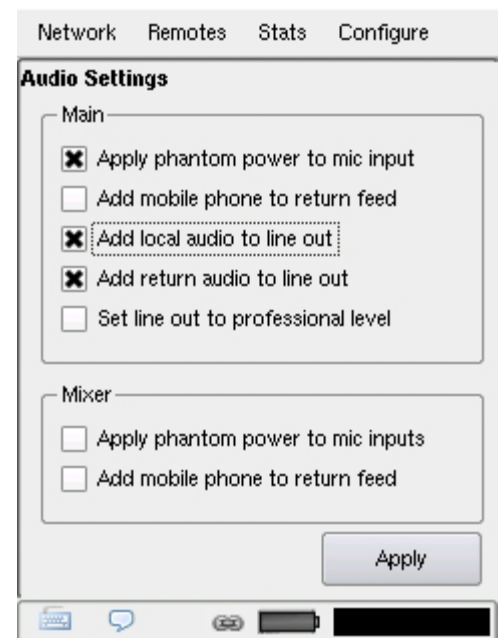 Network Remotes Stats Configure
Audio Settings
Main
Apply phantom power to mic input
Add mobile phone to return feed
Add local audio to line out
Add return audio to line out
Set line out to professional level
Mixer
Apply phantom power to mic inputs
Add mobile phone to return feed
Apply